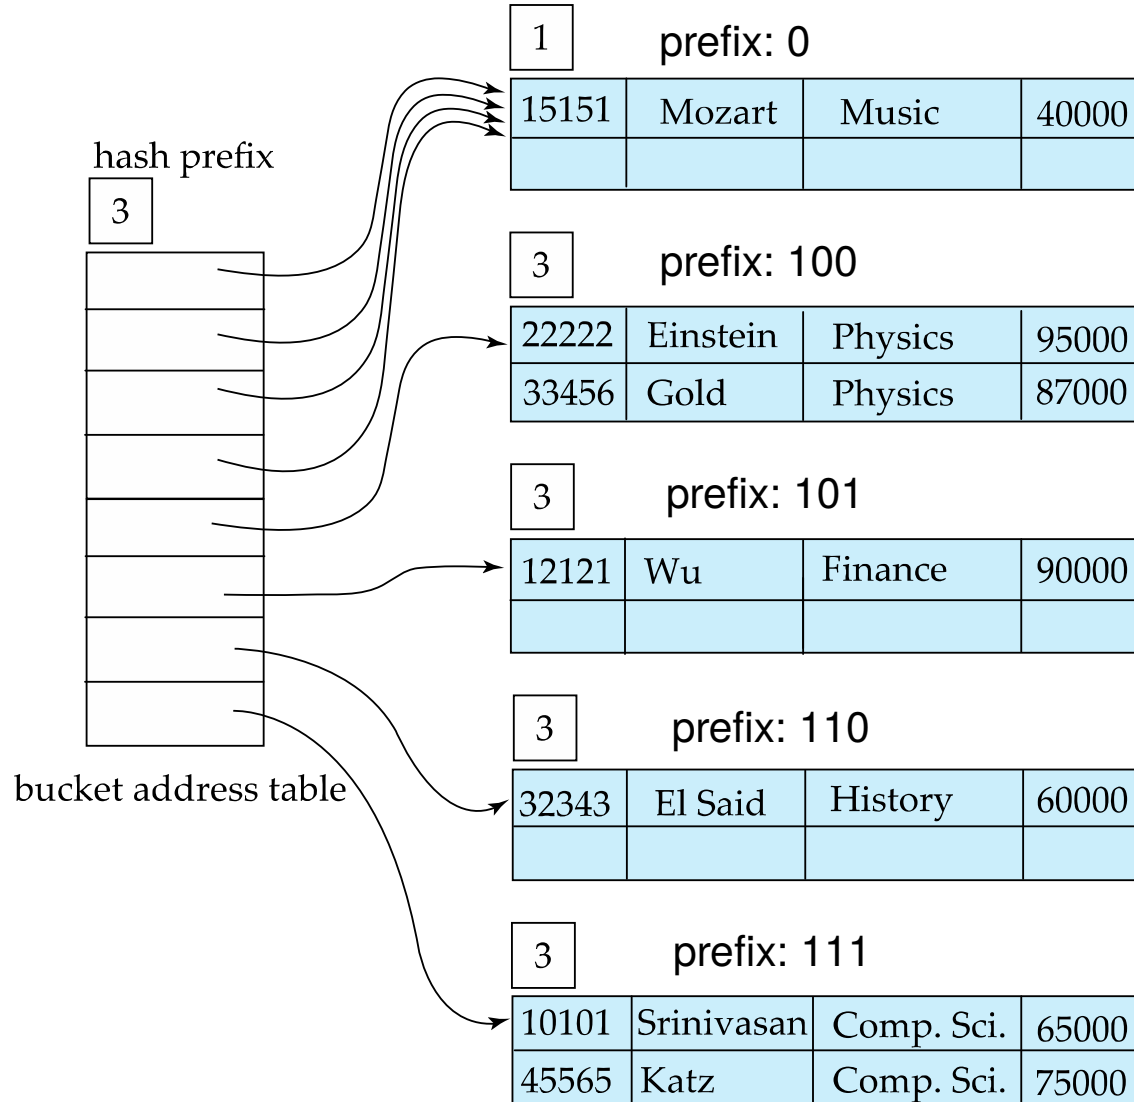 hash prefix
3
bucket address table
1 prefix: 0
15151 Mozart Music 40000
3 prefix: 100
22222 Einstein Physics 95000
33456 Gold Physics 87000
3 prefix: 101
12121 Wu Finance 90000
3 prefix: 110
32343 El Said History 60000
3 prefix: 111
10101 Srinivasan Comp. Sci. 65000
45565 Katz Comp. Sci. 75000